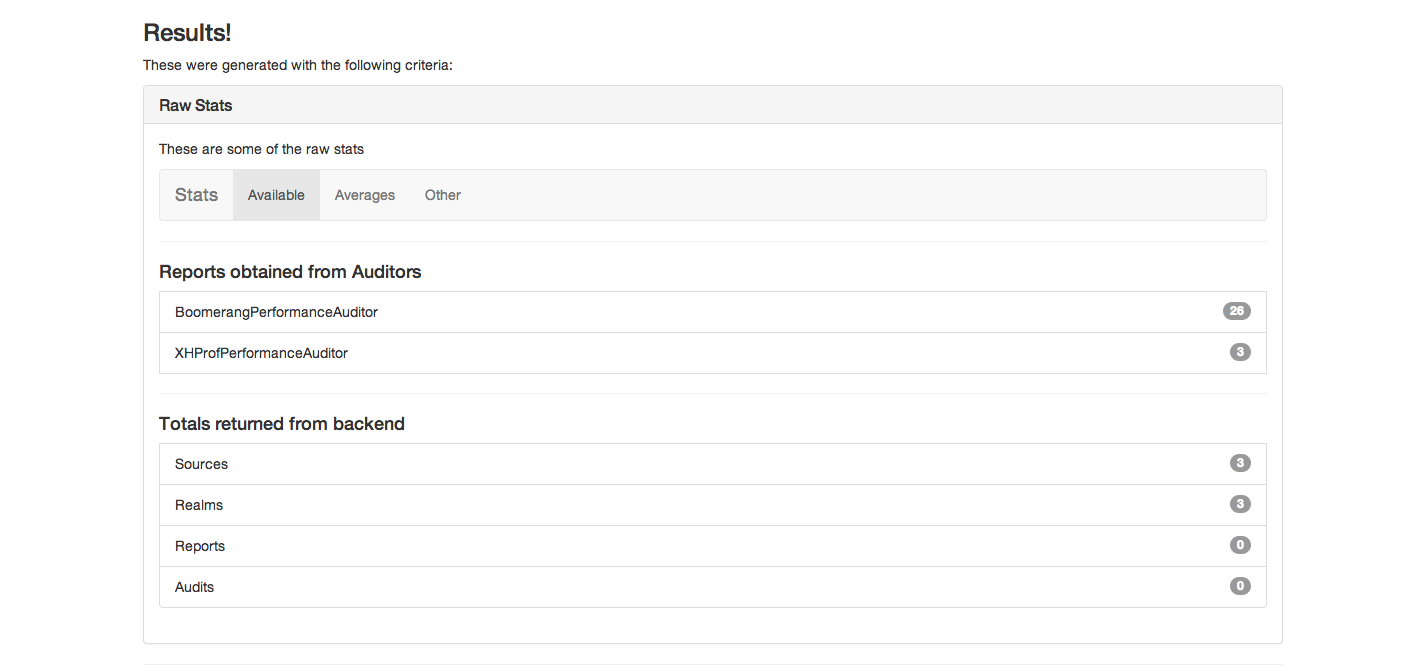 Results!
These were generated with the following criteria:
Raw Stats
These are some of the raw stats
Stats Available Averages Other
Reports obtained from Auditors
BoomerangPerformanceAuditor 26
XHProfPerformanceAuditor 3
Totals returned from backend
Sources 3
Realms 3
Reports 0
Audits 0